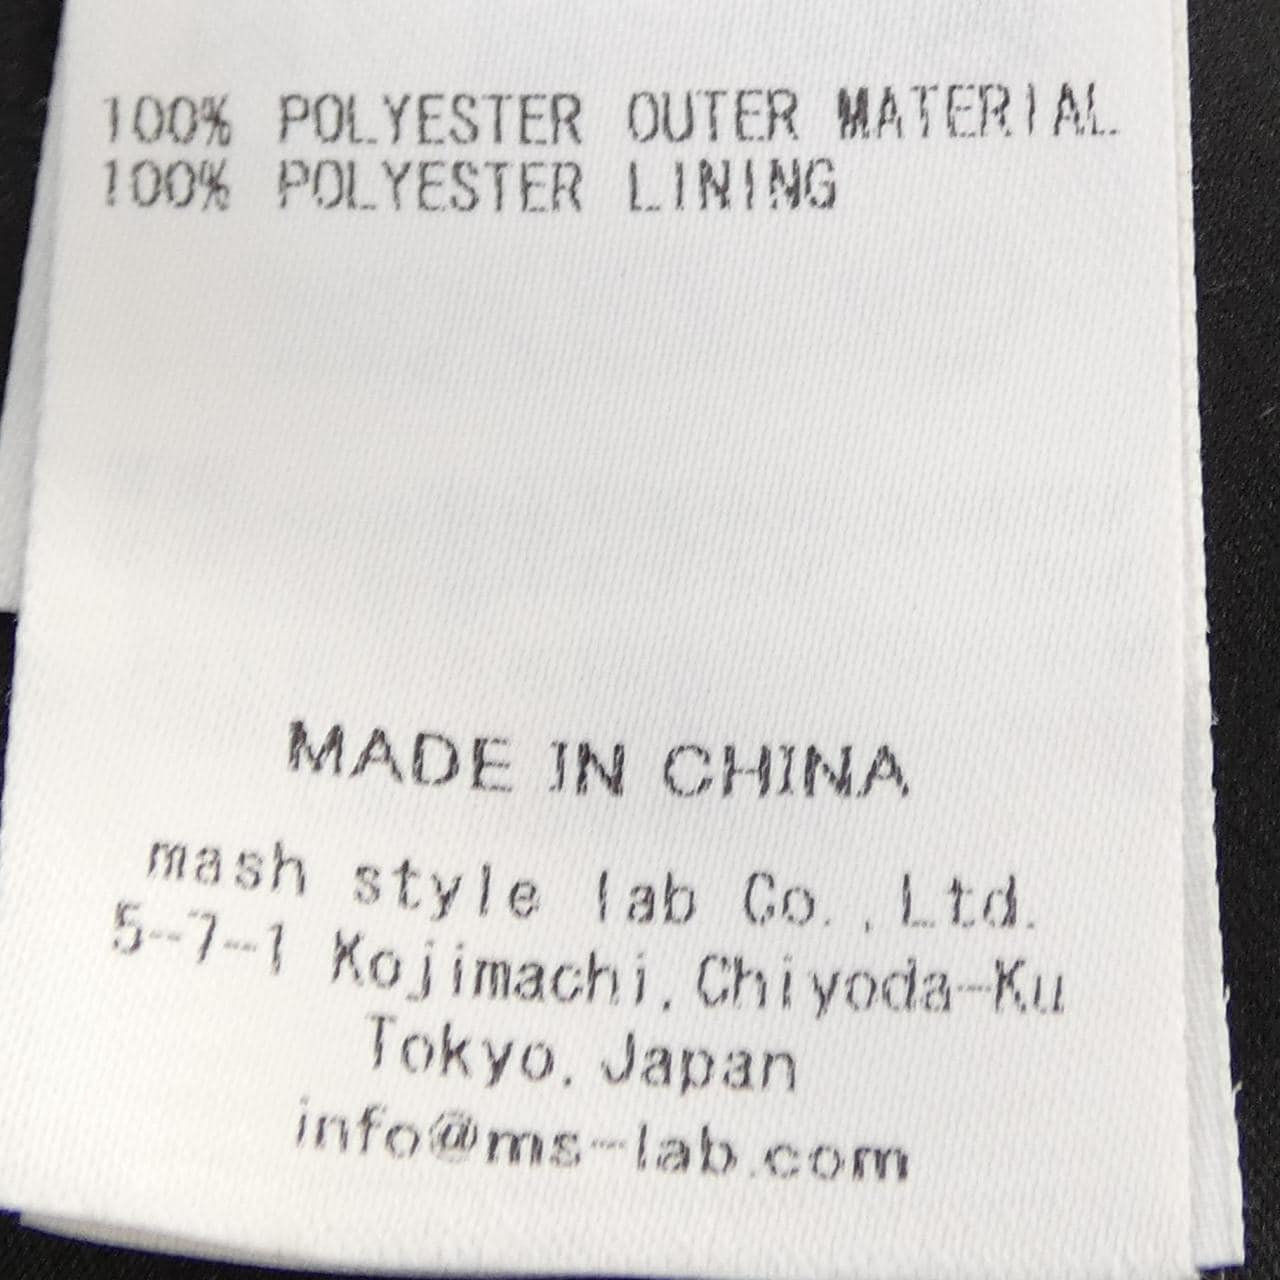 100% POLYESTER OUTER MATERIAL
100% POLYESTER LINING
MADE IN CHINA
mash style lab Co.,Ltd.
5-7-1 Kojimachi,Chiyoda-Ku
Tokyo,Japan
info@ms-lab.com